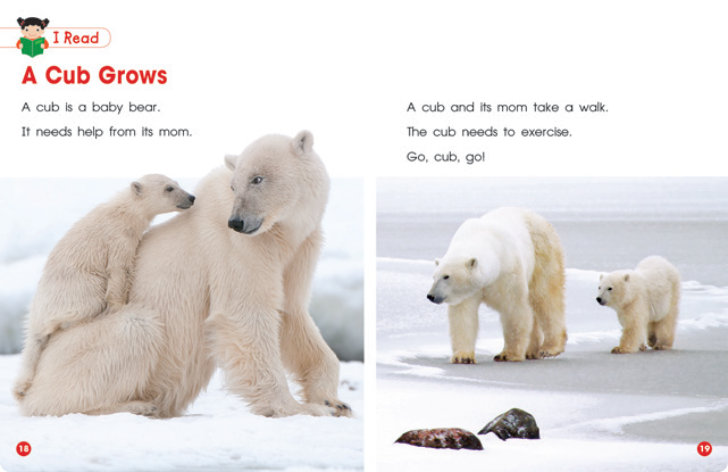 I Read
A Cub Grows
A cub is a baby bear.
It needs help from its mom.
18
A cub and its mom take a walk.
The cub needs to exercise.
Go, cub, go!
19